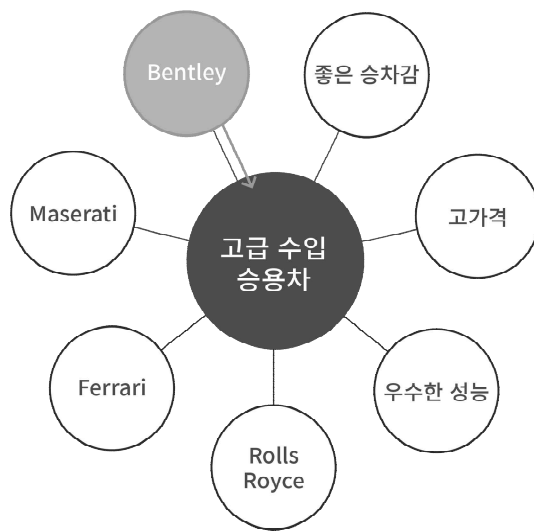 Bentley
좋은 승차감
Maserati
고가격
고급 수입
승용차
Ferrari
우수한 성능
Rolls
Royce